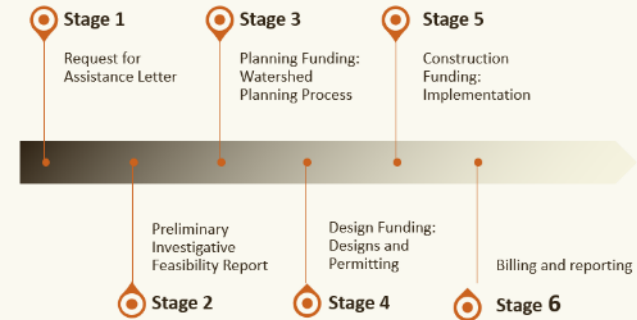 Stage 1
Request for
Assistance Letter
Stage 3
Planning Funding:
Watershed
Planning Process
Stage 5
Construction
Funding:
Implementation
Preliminary
Investigative
Feasibility Report
Stage 2
Design Funding:
Designs and
Permitting
Stage 4
Billing and reporting
Stage 6